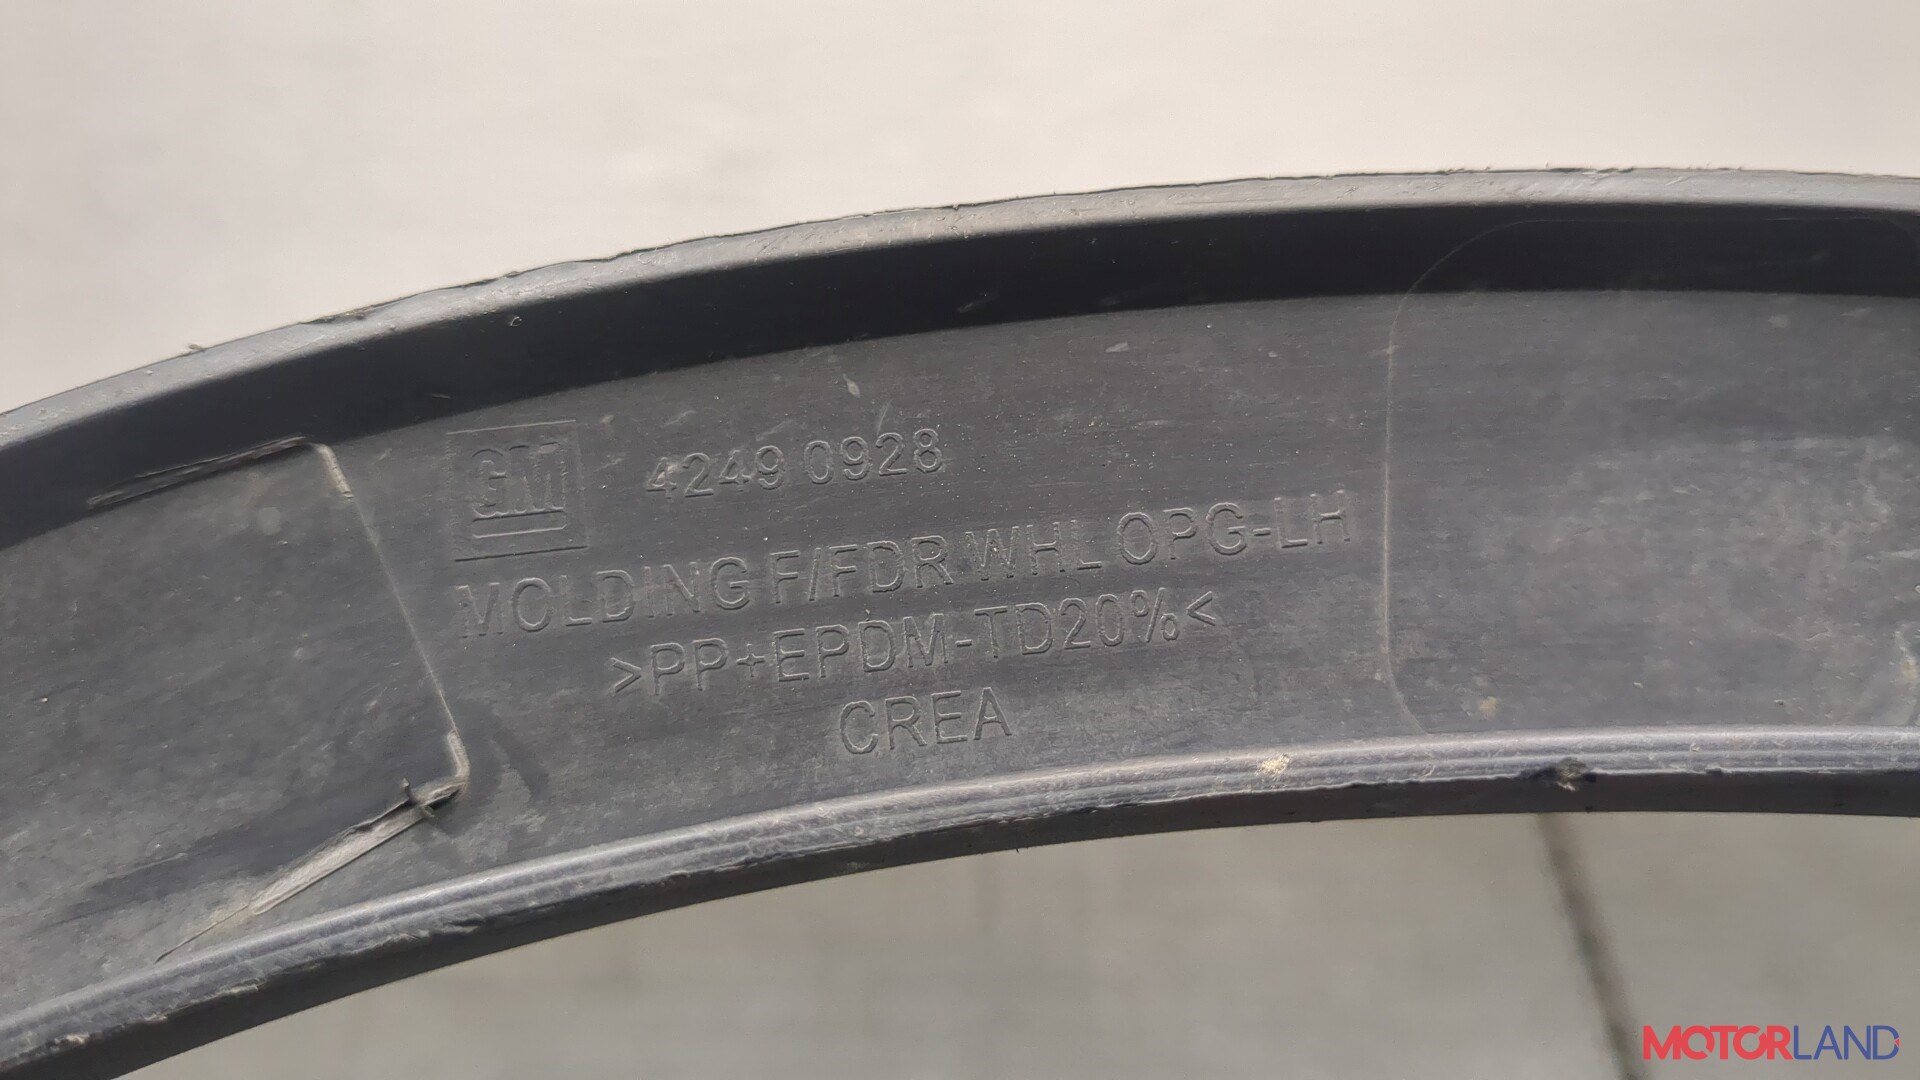 GM 4249 0928
MOLDING F/FDR WHL OPG-LH
>PP+EPDM-TD20%<
CREA
MOTORLAND